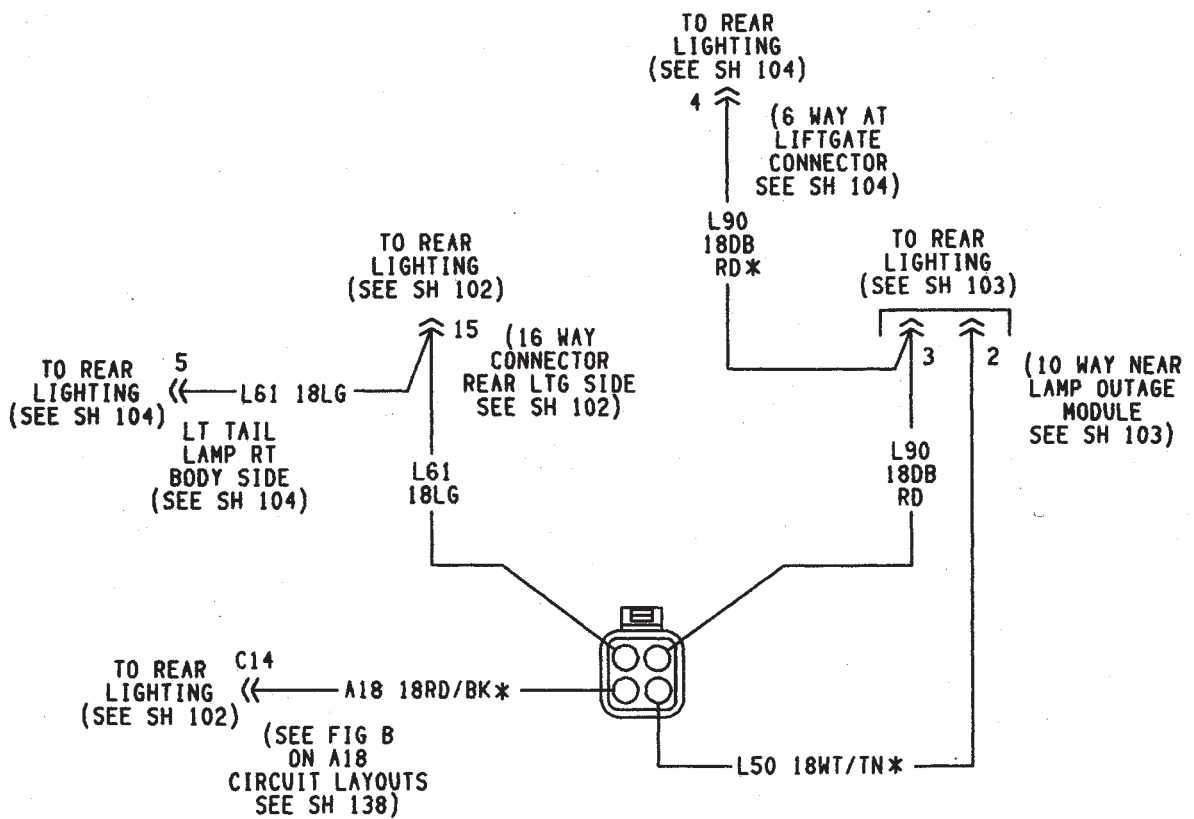 TO REAR
LIGHTING
(SEE SH 104)
4
(6 WAY AT
LIFTGATE
CONNECTOR
SEE SH 104)
L90
18DB
RD*
TO REAR
LIGHTING
(SEE SH 102)
15
(16 WAY
CONNECTOR
REAR LTG SIDE
SEE SH 102)
TO REAR
LIGHTING
(SEE SH 103)
3
2
(10 WAY NEAR
LAMP OUTAGE
MODULE
SEE SH 103)
TO REAR
LIGHTING
(SEE SH 104)
5
L61 18LG
LT TAIL
LAMP RT
BODY SIDE
(SEE SH 104)
L61
18LG
L90
18DB
RD
TO REAR
LIGHTING
(SEE SH 102)
C14
A18 18RD/BK*
(SEE FIG B
ON A18
CIRCUIT LAYOUTS
SEE SH 138)
L50 18WT/TN*